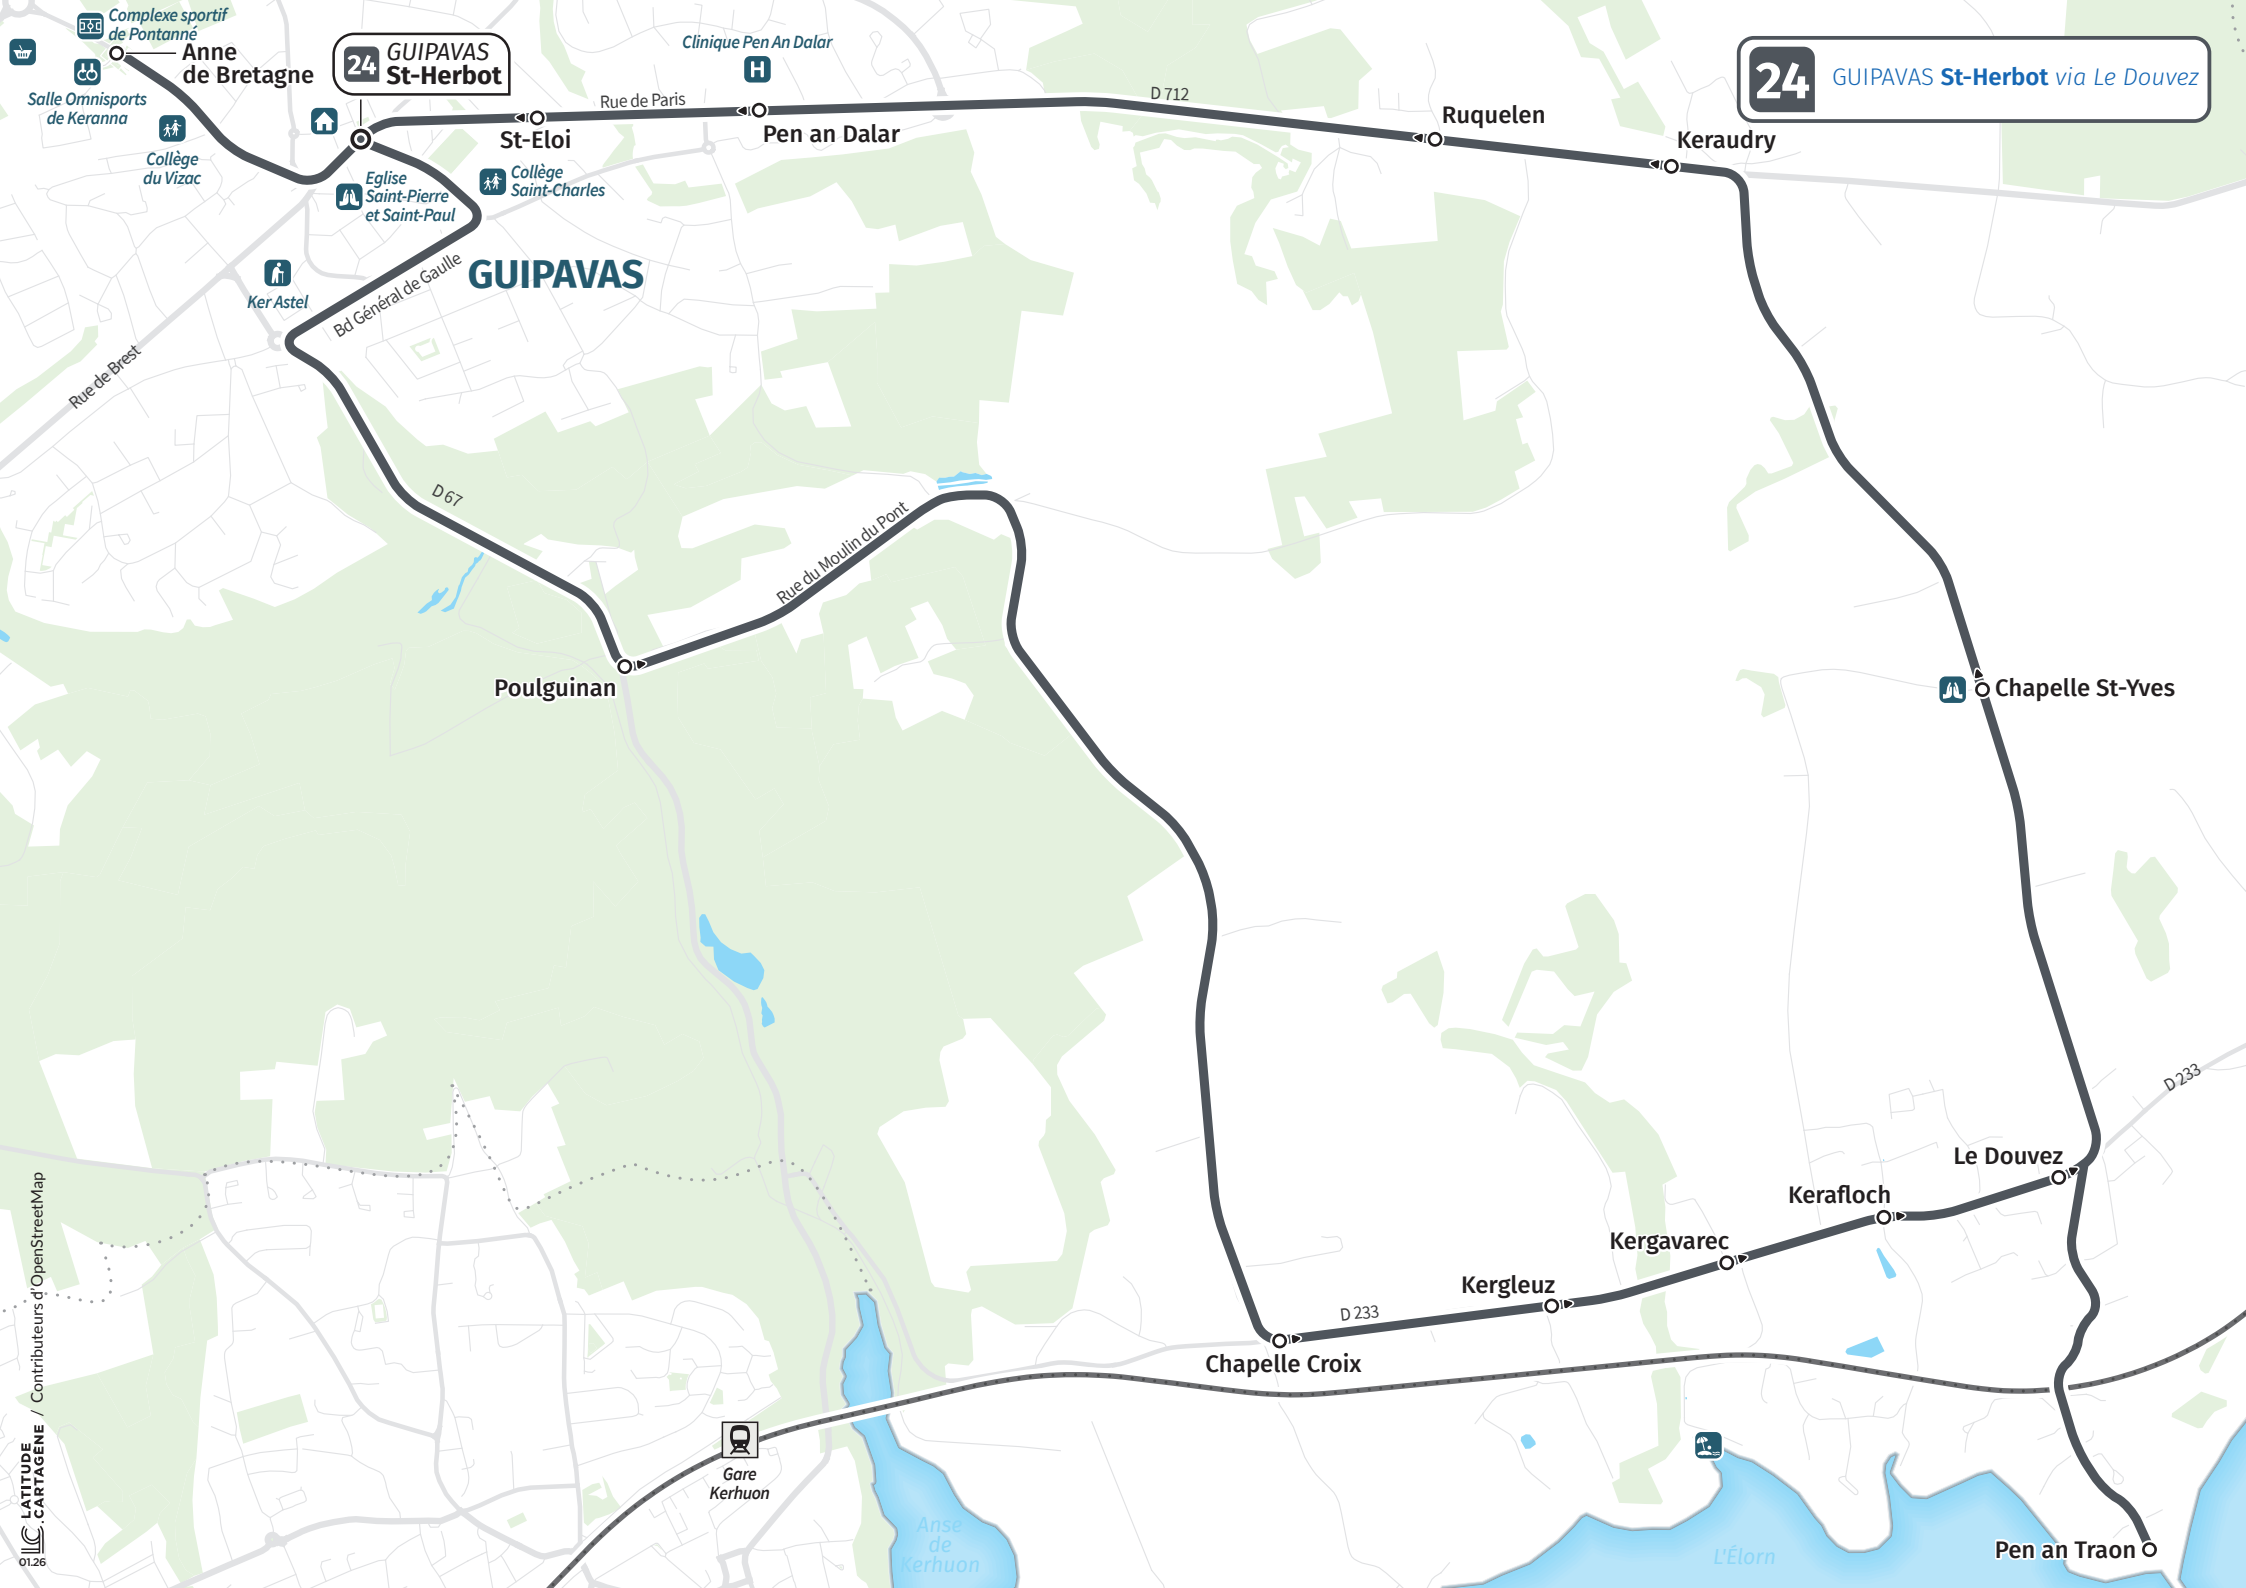 Complexe sportif
de Pontanné
Anne
de Bretagne
Salle Omnisports
de Keranna
Collège
du Vizac
24
GUIPAVAS
St-Herbot
Eglise
Saint-Pierre
et Saint-Paul
Collège
Saint-Charles
St-Eloi
Rue de Paris
Clinique Pen An Dalar
H
Pen an Dalar
D 712
Ruquelen
Keraudry
24
GUIPAVAS St-Herbot via Le Douvez
Ker Astel
Bd Général de Gaulle
GUIPAVAS
Rue de Brest
D 67
Rue du Moulin du Pont
Poulguinan
Chapelle St-Yves
D 233
Le Douvez
Kerafloch
Kergavarec
Kergleuz
D 233
Chapelle Croix
Gare
Kerhuon
Anse
de
Kerhuon
L'Élorn
Pen an Traon
LC LATITUDE
.CARTAGÈNE / Contributeurs d'OpenStreetMap
01.26